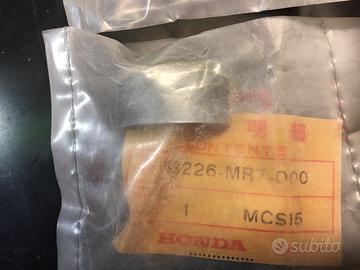 明細
CONTENTS
226-MR7-000
1 MCS15
HONDA
subito